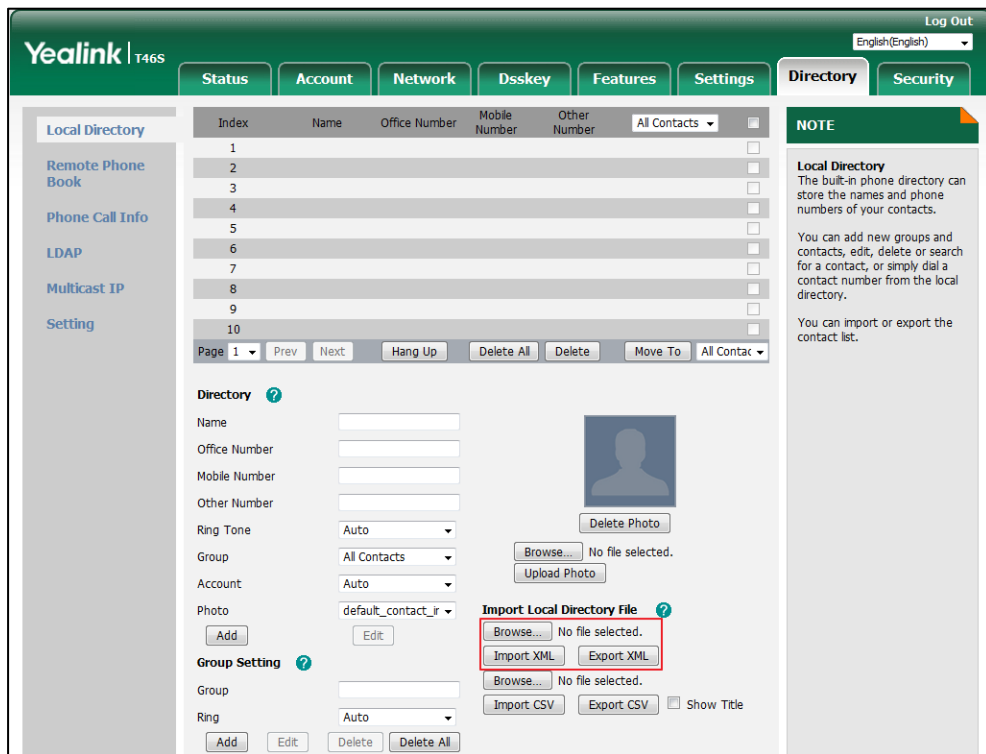 Log Out
Yealink T46S
English(English)
Status Account Network Dsskey Features Settings Directory Security
Local Directory
Remote Phone
Book
Phone Call Info
LDAP
Multicast IP
Setting
Index Name Office Number Mobile Number Other Number All Contacts
1
2
3
4
5
6
7
8
9
10
Page 1 Prev Next Hang Up Delete All Delete Move To All Contac
Directory ?
Name
Office Number
Mobile Number
Other Number
Ring Tone Auto
Group All Contacts
Account Auto
Photo default_contact_ir
Add Edit
Delete Photo
Browse... No file selected.
Upload Photo
Import Local Directory File ?
Browse... No file selected.
Import XML Export XML
Browse... No file selected.
Import CSV Export CSV Show Title
Group Setting ?
Group
Ring Auto
Add Edit Delete Delete All
NOTE
Local Directory
The built-in phone directory can
store the names and phone
numbers of your contacts.
You can add new groups and
contacts, edit, delete or search
for a contact, or simply dial a
contact number from the local
directory.
You can import or export the
contact list.